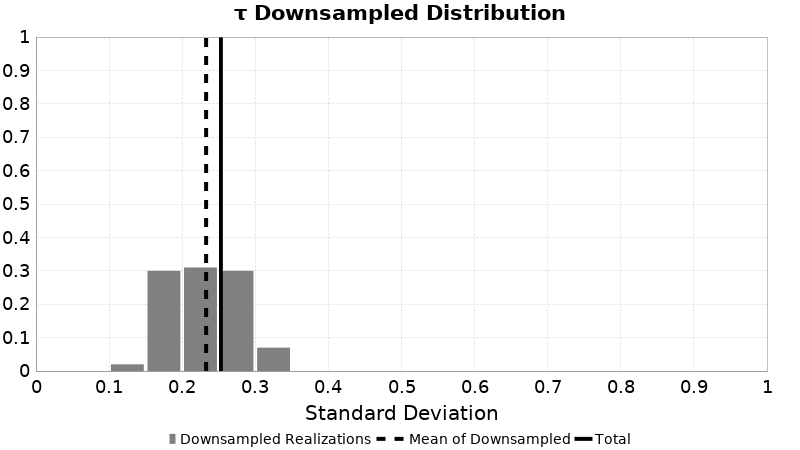 τ Downsampled Distribution
1
0.9
0.8
0.7
0.6
0.5
0.4
0.3
0.2
0.1
0
0 0.1 0.2 0.3 0.4 0.5 0.6 0.7 0.8 0.9 1
Standard Deviation
Downsampled Realizations Mean of Downsampled Total